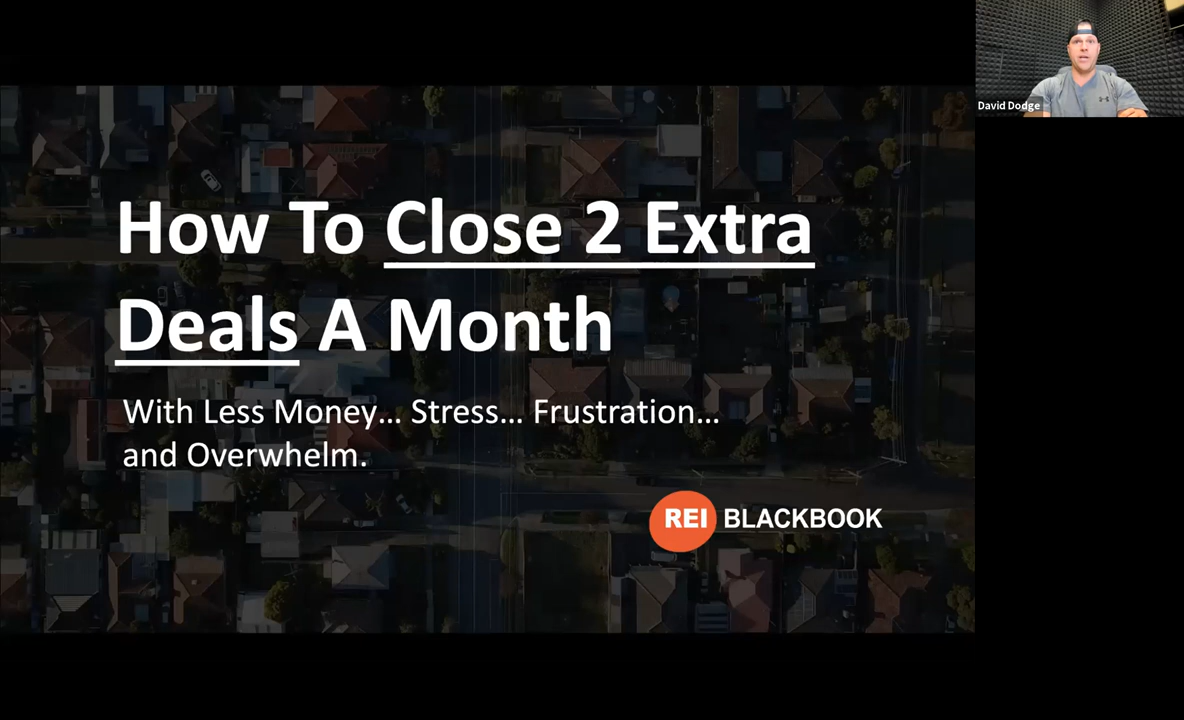 How To Close 2 Extra
Deals A Month
With Less Money... Stress... Frustration...
and Overwhelm.
REI BLACKBOOK
David Dodge